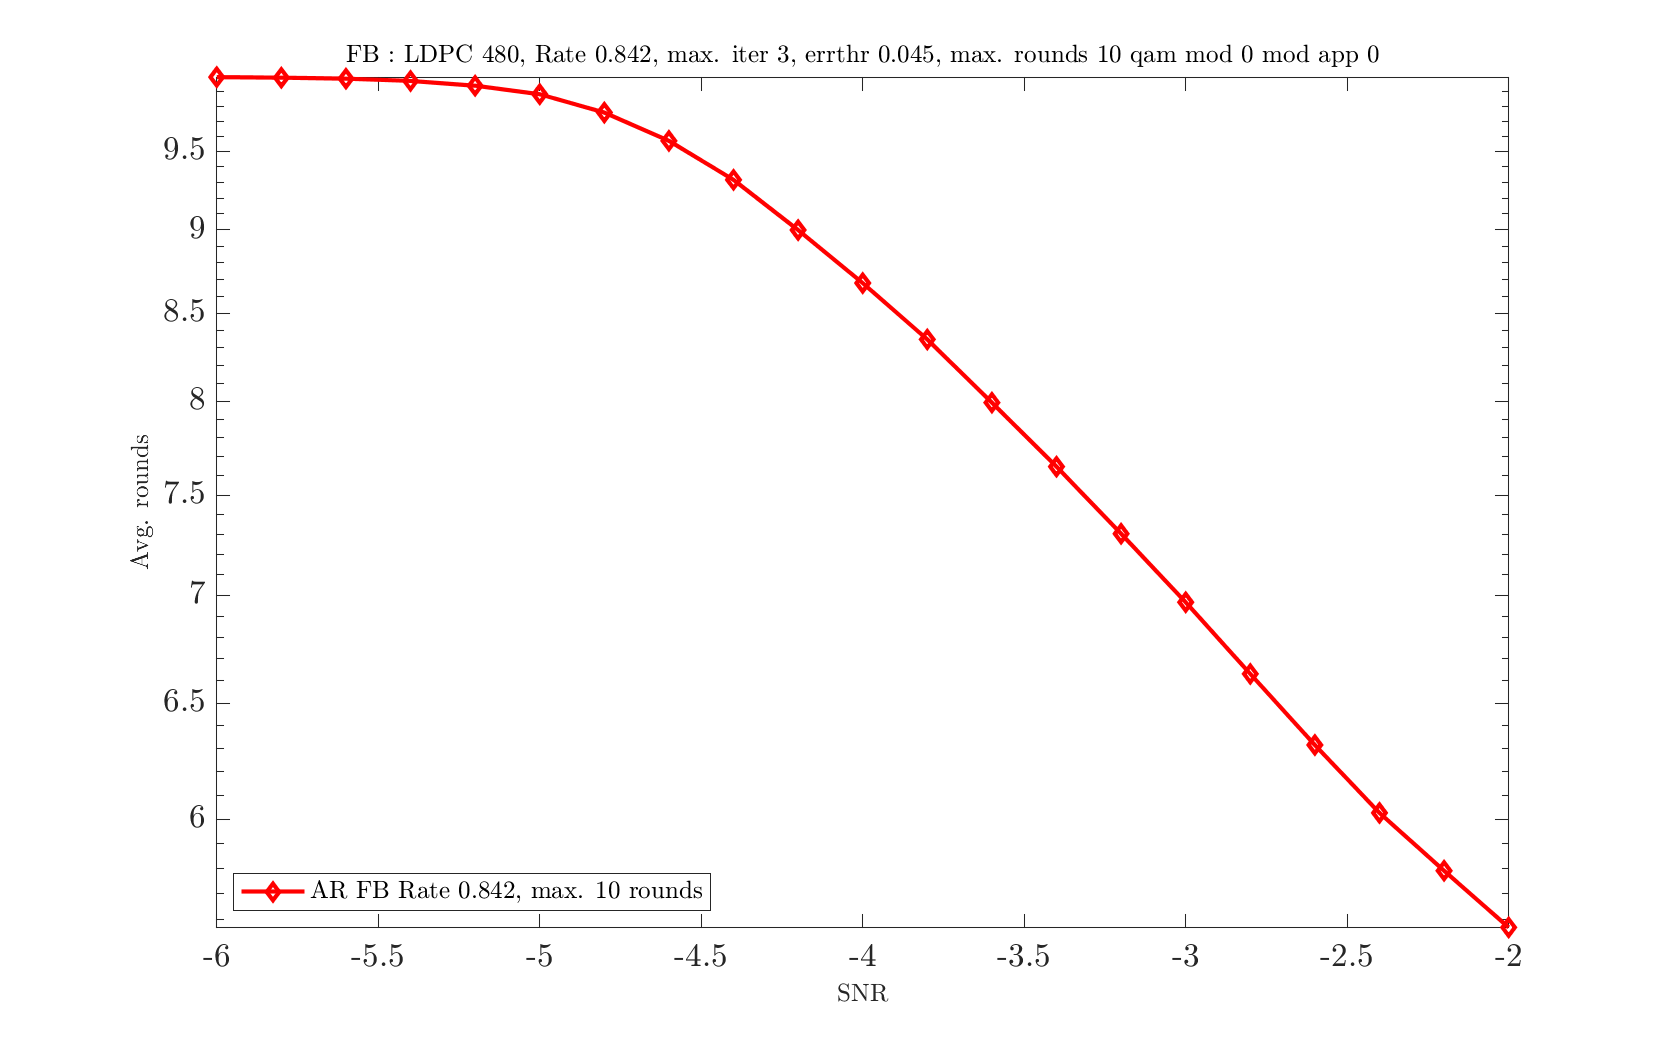 FB : LDPC 480, Rate 0.842, max. iter 3, errthr 0.045, max. rounds 10 qam mod 0 mod app 0
9.5
9
8.5
8
7.5
7
6.5
6
Avg. rounds
AR FB Rate 0.842, max. 10 rounds
-6 -5.5 -5 -4.5 -4 -3.5 -3 -2.5 -2
SNR